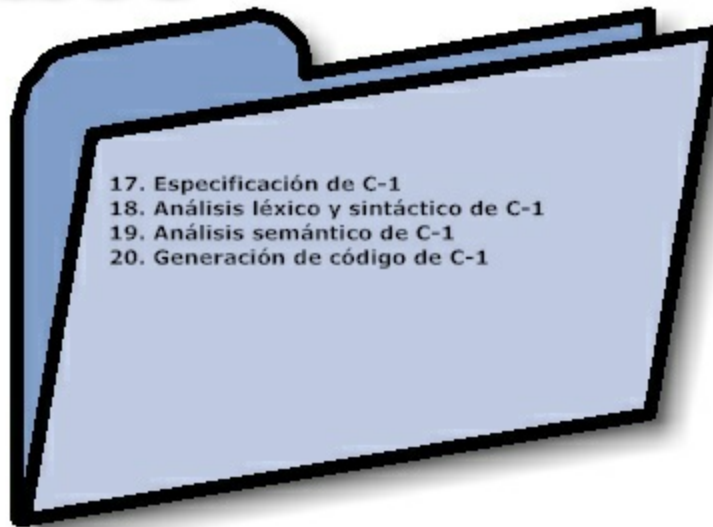 17. Especificación de C-1
18. Análisis léxico y sintáctico de C-1
19. Análisis semántico de C-1
20. Generación de código de C-1